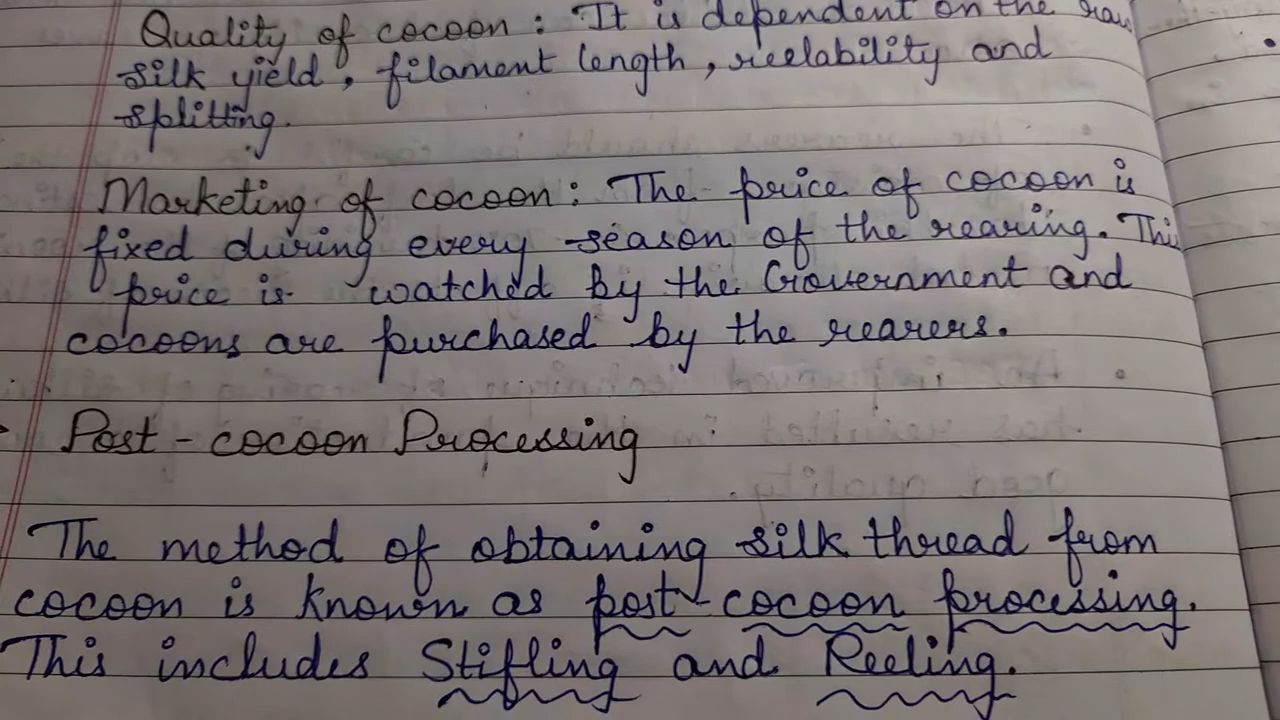 Quality of cocoon : It is dependent on the raw
silk yield, filament length, reelability and
splitting.
Marketing of cocoon : The price of cocoon is
fixed during every season of the rearing. This
price is watched by the Government and
cocoons are purchased by the rearers.
Post - cocoon Processing
The method of obtaining silk thread from
cocoon is known as post - cocoon processing.
This includes Stifling and Reeling.